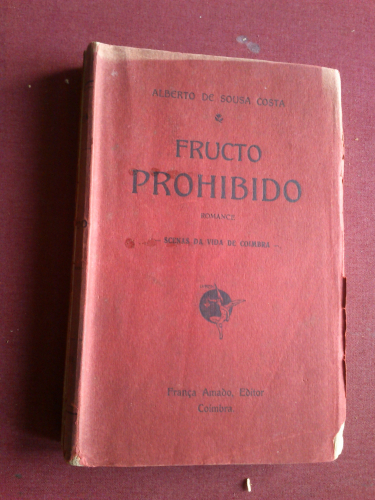 ALBERTO DE SOUSA COSTA
FRUCTO
PROHIBIDO
ROMANCE
SCENAS DA VIDA DE COIMBRA
França Amado, Editor
Coimbra